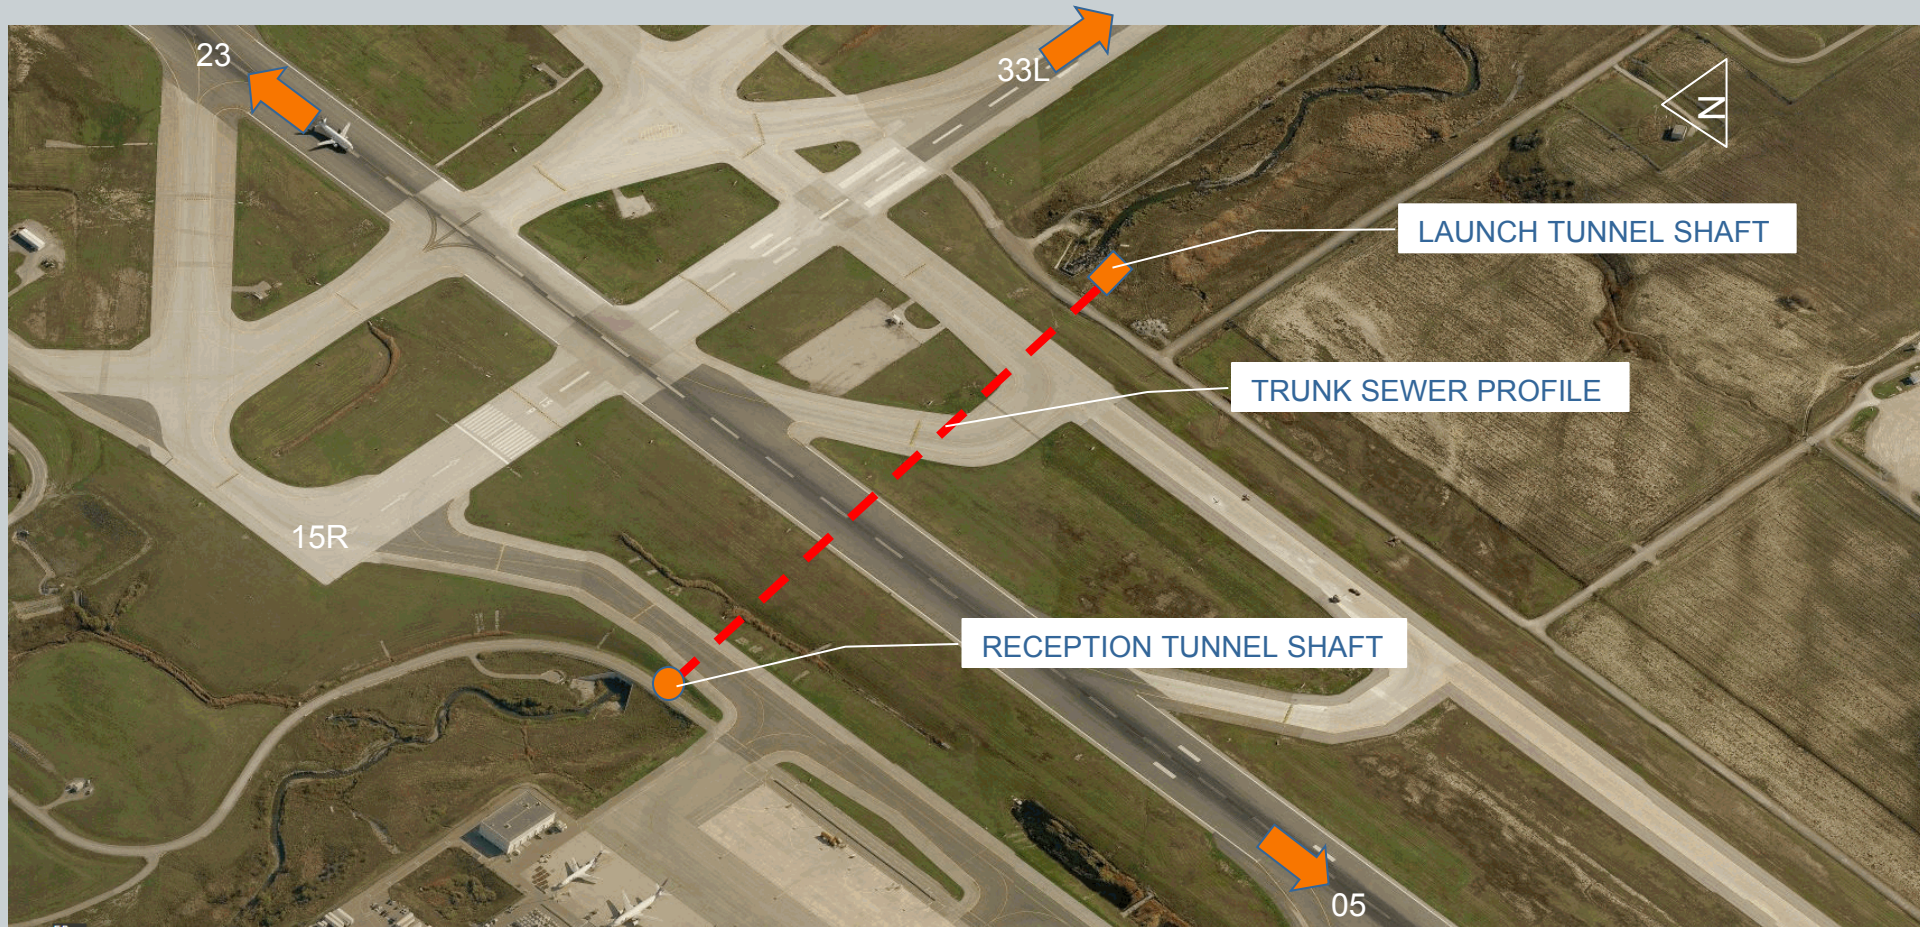 23
33L
N
LAUNCH TUNNEL SHAFT
TRUNK SEWER PROFILE
15R
RECEPTION TUNNEL SHAFT
05